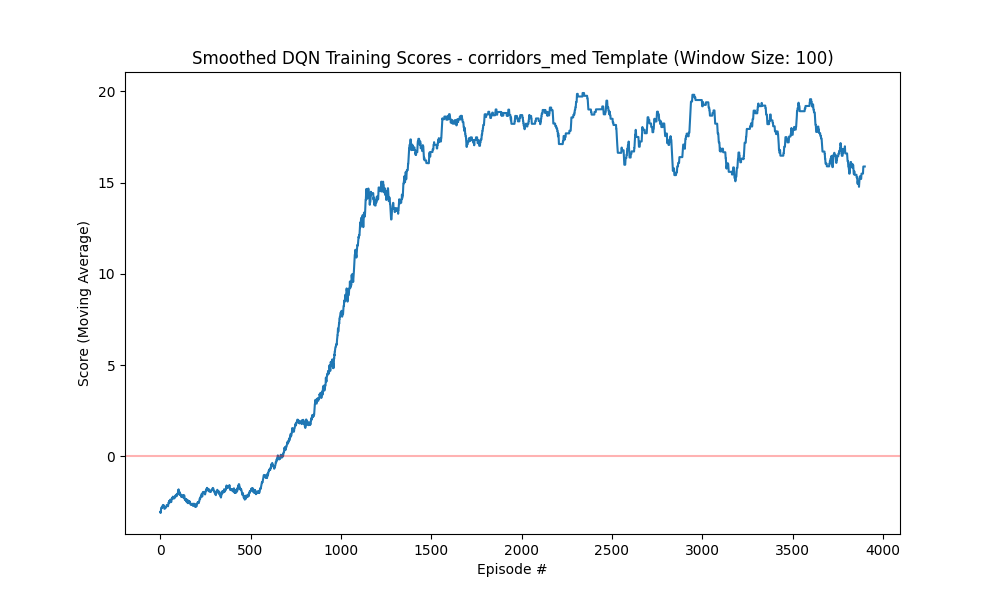 Smoothed DQN Training Scores - corridors_med Template (Window Size: 100)
20
15
10
5
0
Score (Moving Average)
0 500 1000 1500 2000 2500 3000 3500 4000
Episode #